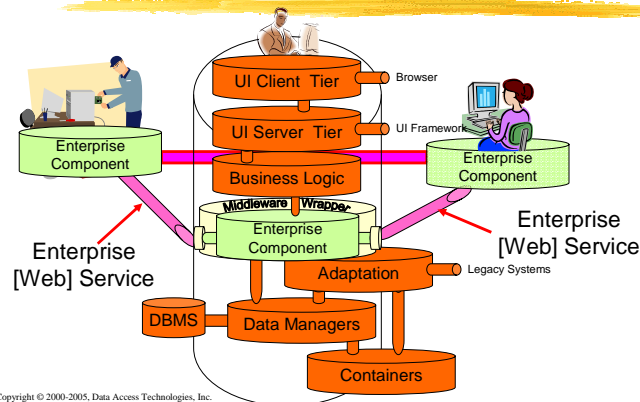 UI Client Tier
Browser
UI Server Tier
UI Framework
Enterprise
Component
Enterprise
Component
Business Logic
Middleware Wrapper
Enterprise
Component
Enterprise
[Web] Service
Enterprise
[Web] Service
Adaptation
Legacy Systems
DBMS
Data Managers
Containers
Copyright © 2000-2005, Data Access Technologies, Inc.